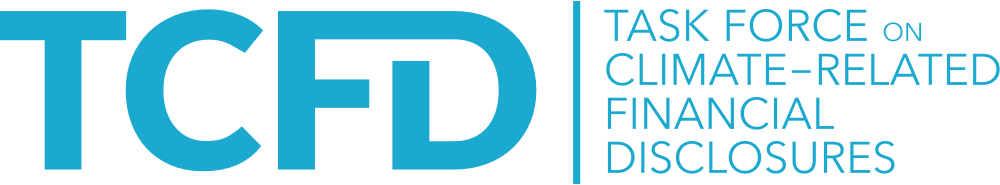 TCFD
TASK FORCE ON
CLIMATE–RELATED
FINANCIAL
DISCLOSURES